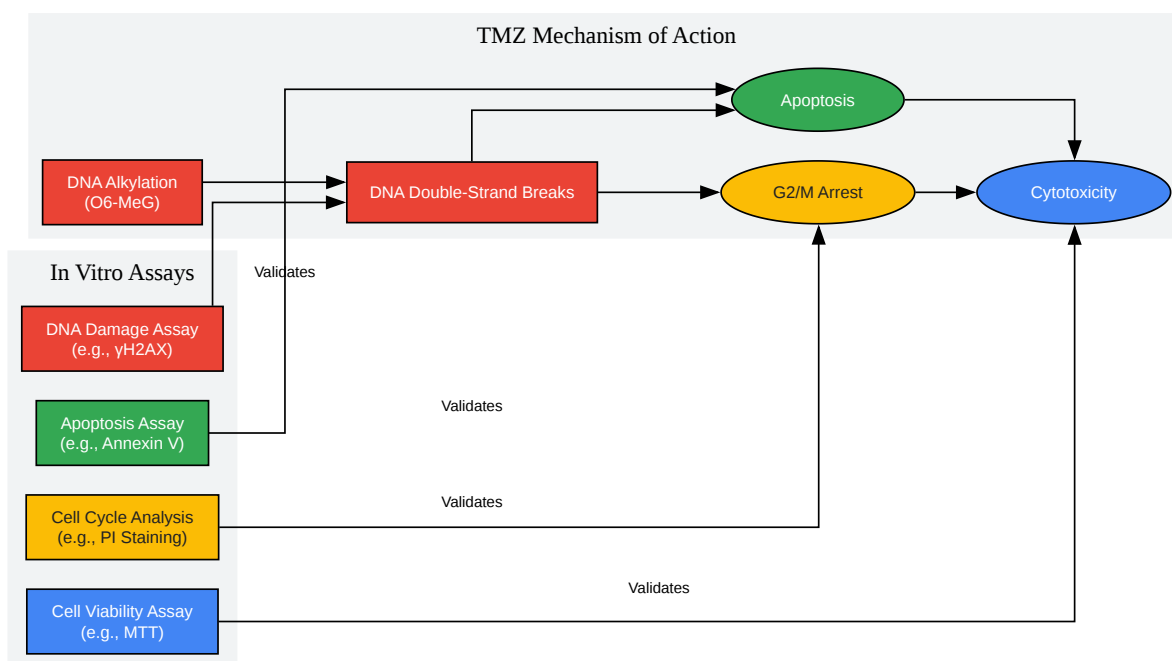 TMZ Mechanism of Action
Apoptosis
DNA Alkylation
(O6-MeG)
DNA Double-Strand Breaks
G2/M Arrest
Cytotoxicity
In Vitro Assays
Validates
DNA Damage Assay
(e.g., γH2AX)
Apoptosis Assay
(e.g., Annexin V)
Validates
Cell Cycle Analysis
(e.g., PI Staining)
Validates
Cell Viability Assay
(e.g., MTT)
Validates